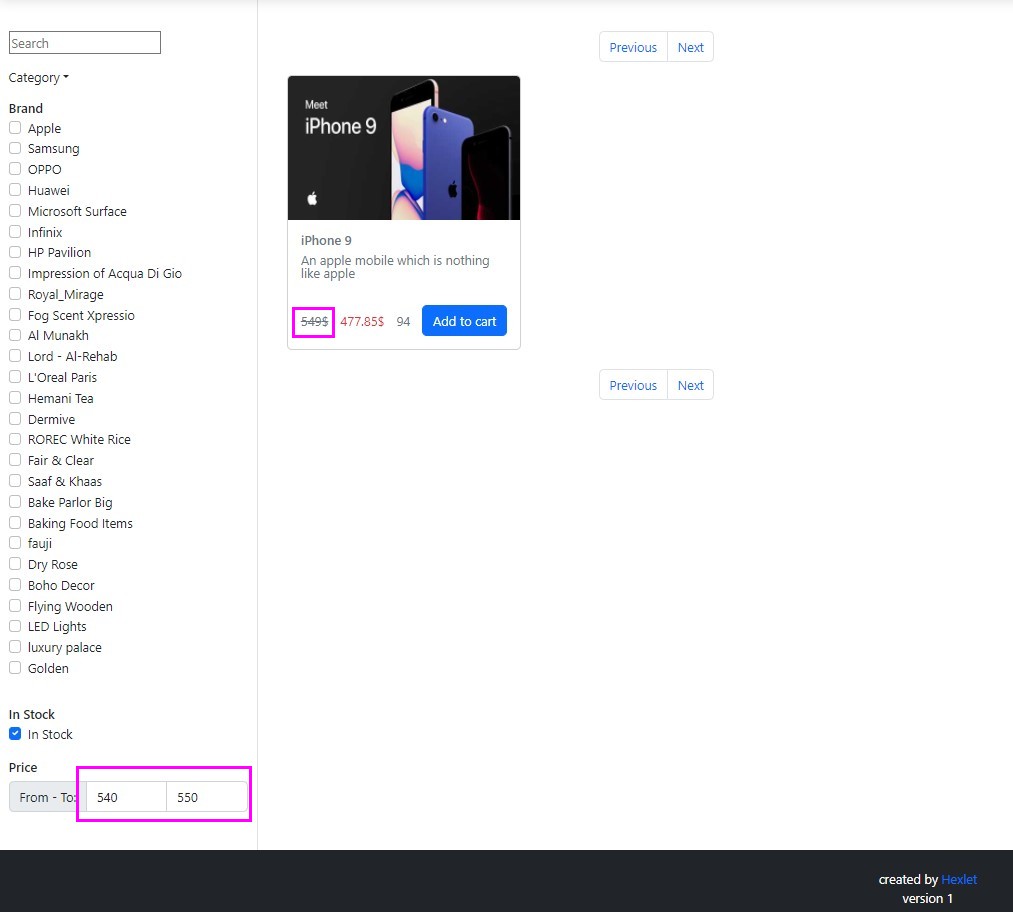 Search
Category
Brand
Apple
Samsung
OPPO
Huawei
Microsoft Surface
Infinix
HP Pavilion
Impression of Acqua Di Gio
Royal_Mirage
Fog Scent Xpressio
Al Munakh
Lord - Al-Rehab
L'Oreal Paris
Hemani Tea
Dermive
ROREC White Rice
Fair & Clear
Saaf & Khaas
Bake Parlor Big
Baking Food Items
fauji
Dry Rose
Boho Decor
Flying Wooden
LED Lights
luxury palace
Golden
In Stock
In Stock
Price
From - To: 540 550
Previous Next
Meet
iPhone 9
iPhone 9
An apple mobile which is nothing
like apple
549$ 477.85$ 94 Add to cart
Previous Next
created by Hexlet
version 1